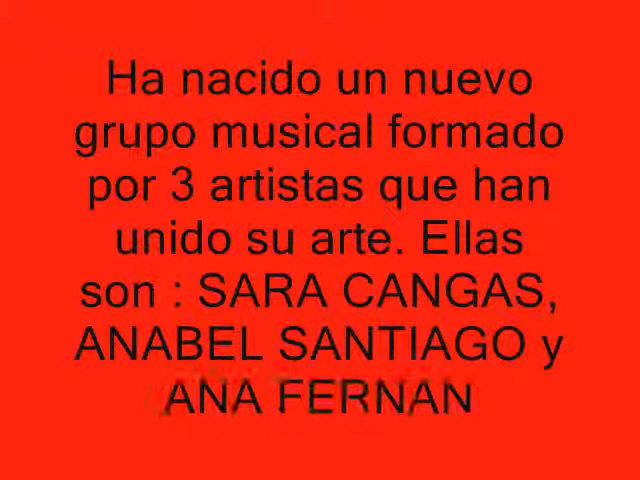 Ha nacido un nuevo
grupo musical formado
por 3 artistas que han
unido su arte. Ellas
son : SARA CANGAS,
ANABEL SANTIAGO y
ANA FERNAN